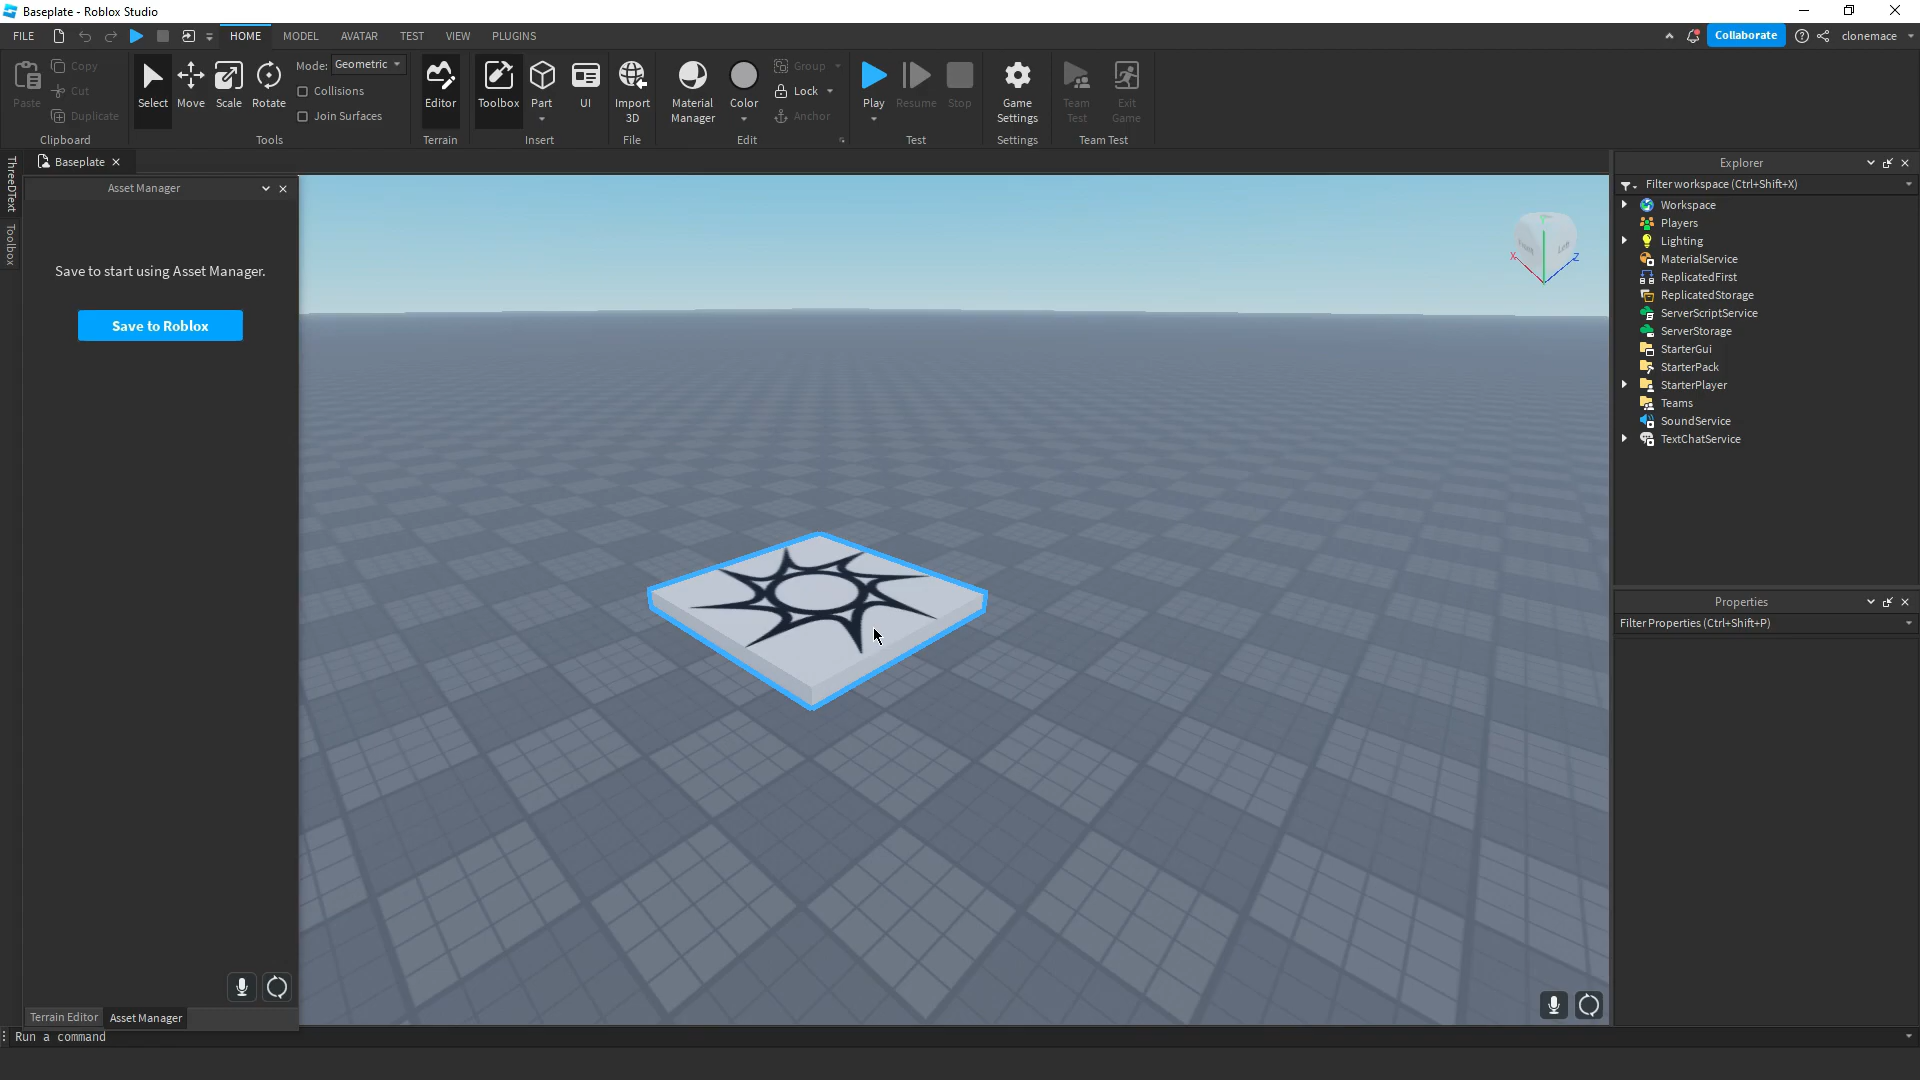 Baseplate - Roblox Studio
FILE
HOME
MODEL
AVATAR
TEST
VIEW
PLUGINS
Collaborate
clonemace
Paste
Copy
Cut
Duplicate
Clipboard
Select
Move
Scale
Rotate
Mode: Geometric
Collisions
Join Surfaces
Tools
Editor
Terrain
Toolbox
Part
UI
Insert
Import
3D
File
Material
Manager
Color
Group
Lock
Anchor
Edit
Play
Resume
Stop
Test
Game
Settings
Settings
Team
Test
Exit
Game
Team Test
ThreeDText
Toolbox
Baseplate
Asset Manager
Save to start using Asset Manager.
Save to Roblox
Terrain Editor
Asset Manager
Run a command
X
Z
Explorer
Filter workspace (Ctrl+Shift+X)
Workspace
Players
Lighting
MaterialService
ReplicatedFirst
ReplicatedStorage
ServerScriptService
ServerStorage
StarterGui
StarterPack
StarterPlayer
Teams
SoundService
TextChatService
Properties
Filter Properties (Ctrl+Shift+P)